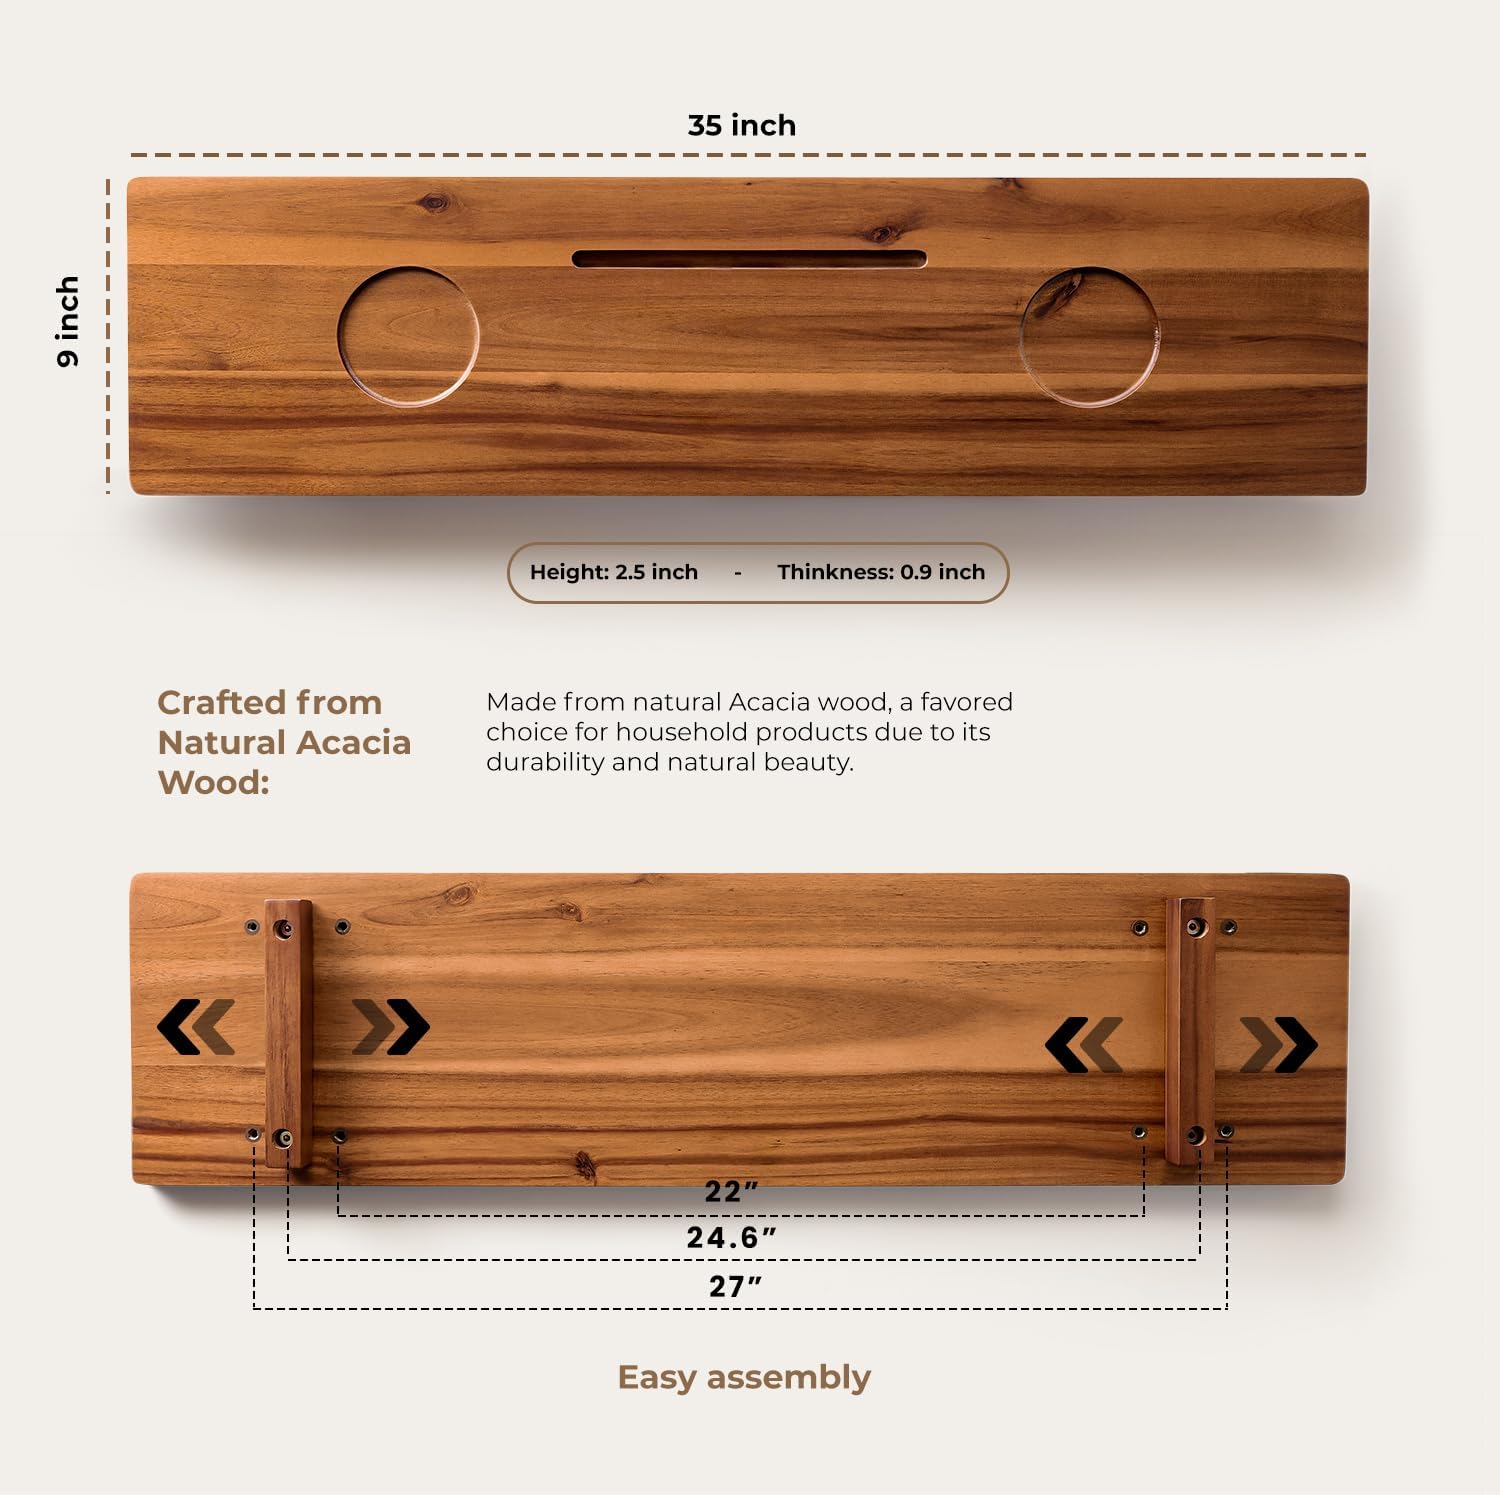 35 inch
9 inch
Height: 2.5 inch - Thinkness: 0.9 inch
Crafted from
Natural Acacia
Wood:
Made from natural Acacia wood, a favored
choice for household products due to its
durability and natural beauty.
22”
24.6”
27”
Easy assembly